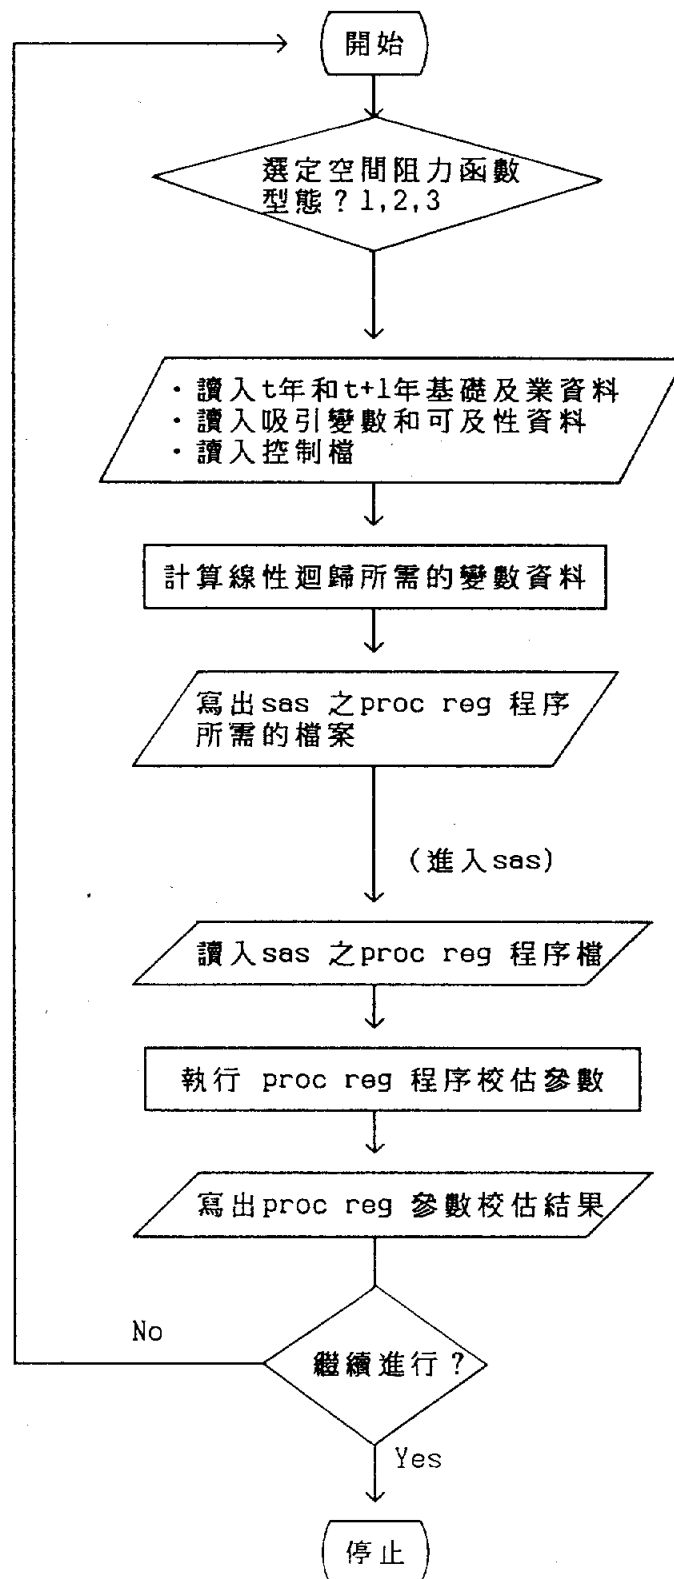 開始
選定空間阻力函數
型態？1,2,3
・讀入t年和t+1年基礎及業資料
・讀入吸引變數和可及性資料
・讀入控制檔
計算線性迴歸所需的變數資料
寫出sas 之proc reg 程序
所需的檔案
(進入sas)
讀入sas 之proc reg 程序檔
執行 proc reg 程序校估參數
寫出proc reg 參數校估結果
No
繼續進行？
Yes
停止